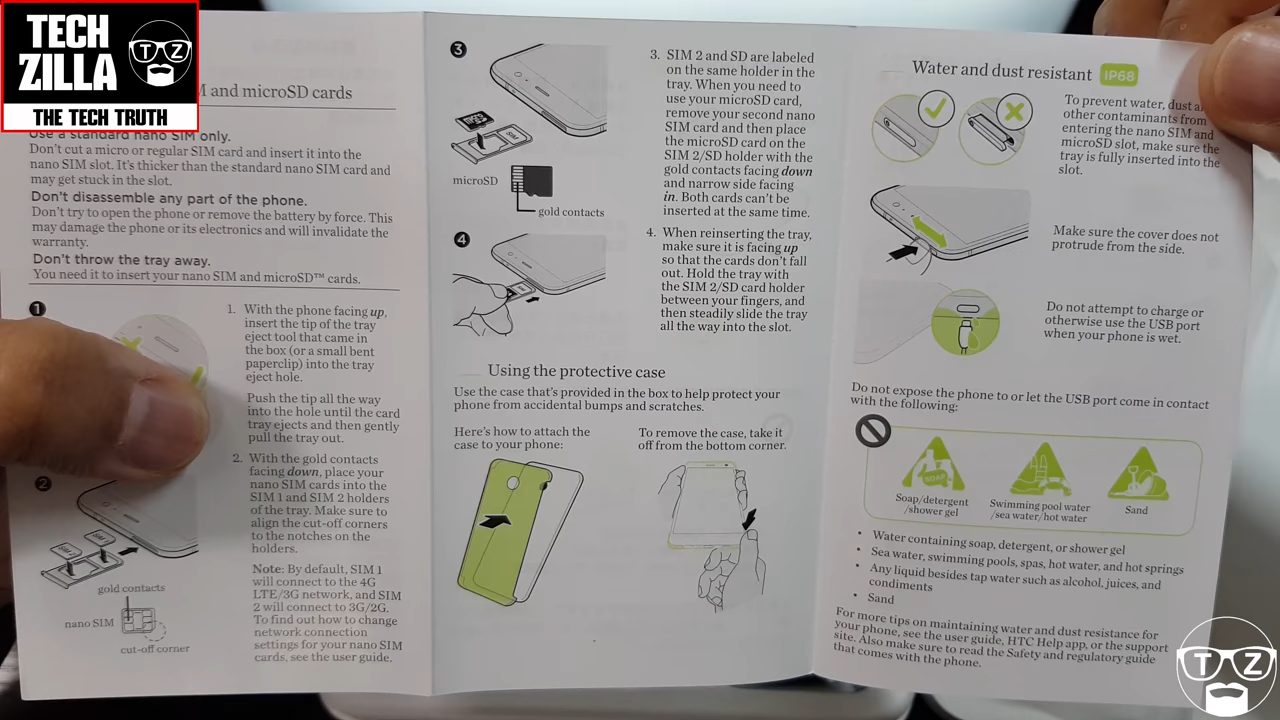 TECH
ZILLA
T Z
THE TECH TRUTH
M and microSD cards
Use a standard nano SIM only.
Don't cut a micro or regular SIM card and insert it into the
nano SIM slot. It's thicker than the standard nano SIM card and
may get stuck in the slot.
Don't disassemble any part of the phone.
Don't try to open the phone or remove the battery by force. This
may damage the phone or its electronics and will invalidate the
warranty.
Don't throw the tray away.
You need it to insert your nano SIM and microSD™ cards.
1
1. With the phone facing up,
insert the tip of the tray
eject tool that came in
the box (or a small bent
paperclip) into the tray
eject hole.
Push the tip all the way
into the hole until the card
tray ejects and then gently
pull the tray out.
2
2. With the gold contacts
facing down, place your
nano SIM cards into the
SIM 1 and SIM 2 holders
of the tray. Make sure to
align the cut-off corners
to the notches on the
holders.
Note: By default, SIM 1
will connect to the 4G
LTE/3G network, and SIM
2 will connect to 3G/2G.
To find out how to change
network connection
settings for your nano SIM
cards, see the user guide.
gold contacts
nano SIM
cut-off corner
3
microSD
SIM
microSD
gold contacts
4
3. SIM 2 and SD are labeled
on the same holder in the
tray. When you need to
use your microSD card,
remove your second nano
SIM card and then place
the microSD card on the
SIM 2/SD holder with the
gold contacts facing down
and narrow side facing
in. Both cards can't be
inserted at the same time.
4. When reinserting the tray,
make sure it is facing up
so that the cards don't fall
out. Hold the tray with
the SIM 2/SD card holder
between your fingers, and
then steadily slide the tray
all the way into the slot.
Using the protective case
Use the case that's provided in the box to help protect your
phone from accidental bumps and scratches.
Here's how to attach the
case to your phone:
To remove the case, take it
off from the bottom corner.
Water and dust resistant IP68
To prevent water, dust
other contaminants from
entering the nano SIM and
microSD slot, make sure the
tray is fully inserted into the
slot.
Make sure the cover does not
protrude from the side.
Do not attempt to charge or
otherwise use the USB port
when your phone is wet.
Do not expose the phone to or let the USB port come in contact
with the following:
SOAP
Soap/detergent
/shower gel
Swimming pool water
/sea water/hot water
Sand
• Water containing soap, detergent, or shower gel
• Sea water, swimming pools, spas, hot water, and hot springs
• Any liquid besides tap water such as alcohol, juices, and
condiments
• Sand
For more tips on maintaining water and dust resistance for
your phone, see the user guide, HTC Help app, or the support
site. Also make sure to read the Safety and regulatory guide
that comes with the phone.
T Z